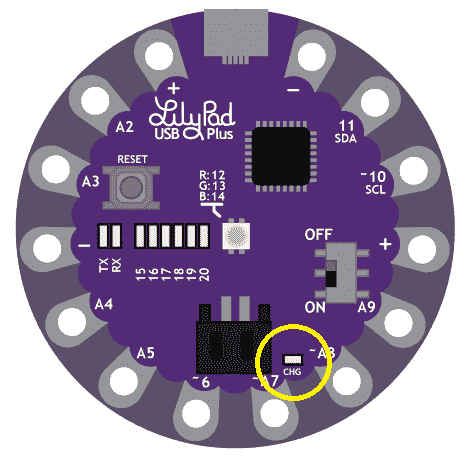 +
−
LilyPad
USB Plus
A2
11
SDA
RESET
A3
R:12
G:13
B:14
~10
SCL
−
+
TX
RX
15
16
17
18
19
20
OFF
ON
A9
A4
A5
~6
~A7
CHG
~A8